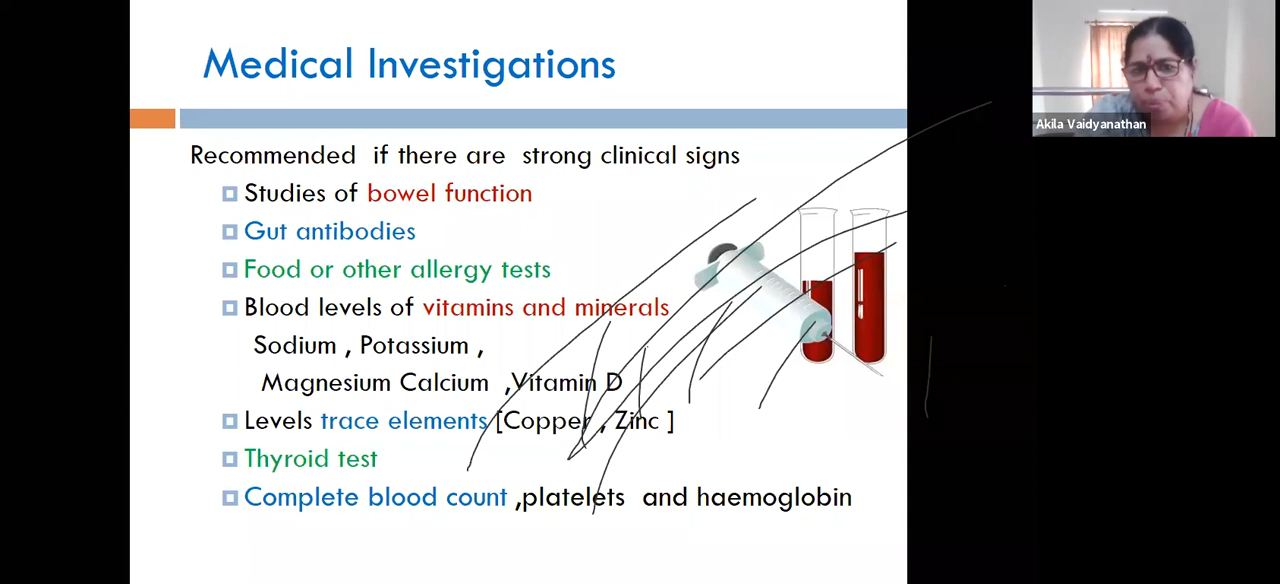 Medical Investigations
Akila Vaidyanathan
Recommended if there are strong clinical signs
Studies of bowel function
Gut antibodies
Food or other allergy tests
Blood levels of vitamins and minerals
Sodium , Potassium ,
Magnesium Calcium ,Vitamin D
Levels trace elements [Copper , Zinc ]
Thyroid test
Complete blood count ,platelets and haemoglobin